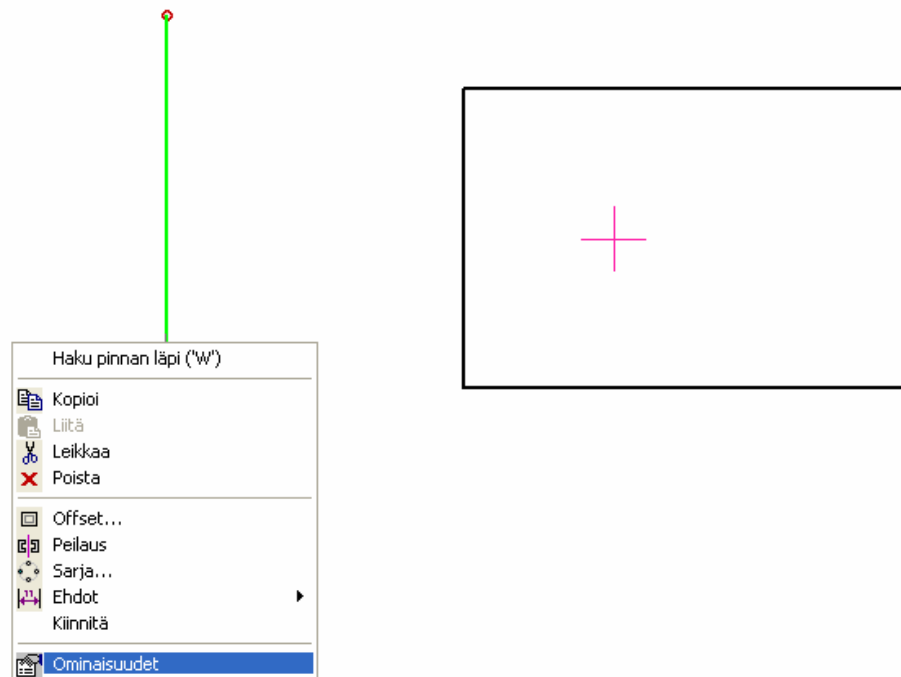 Haku pinnan läpi ('W')
Kopioi
Liitä
Leikkaa
Poista
Offset...
Peilaus
Sarja...
Ehdot
Kiinnitä
Ominaisuudet